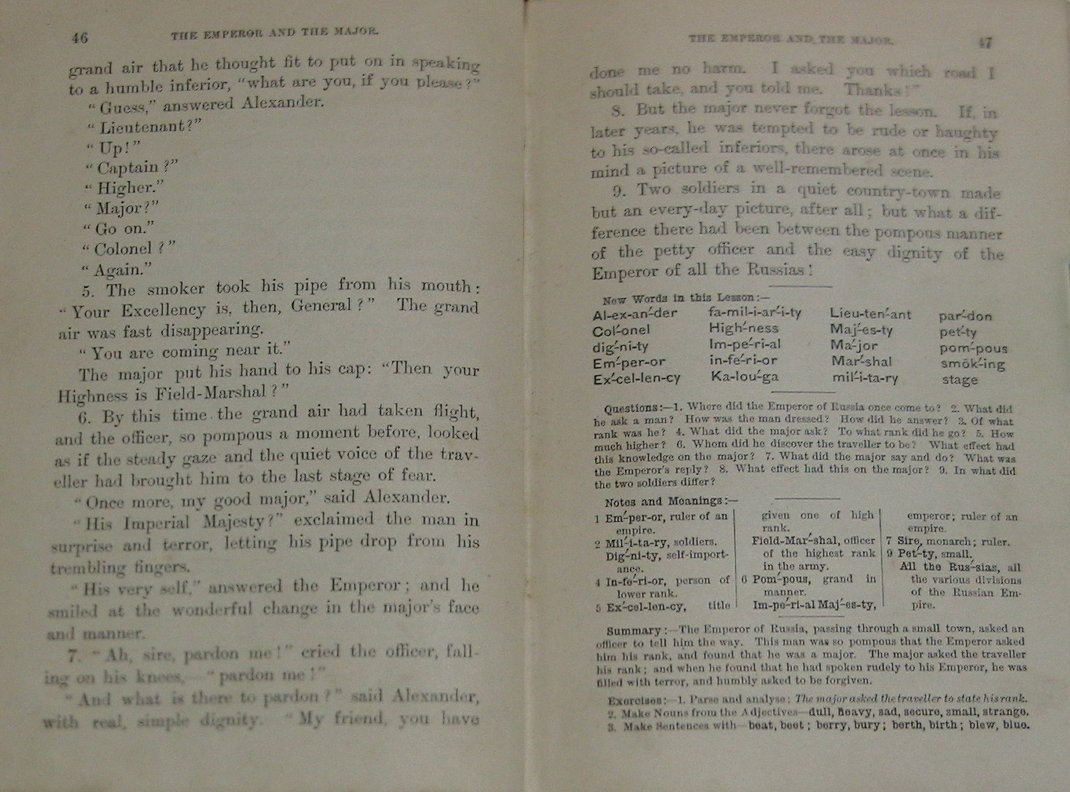 46
THE EMPEROR AND THE MAJOR.
grand air that he thought fit to put on in speaking
to a humble inferior, "what are you, if you please?"
"Guess," answered Alexander.
"Lieutenant?"
"Up!"
"Captain?"
"Higher."
"Major?"
"Go on."
"Colonel?"
"Again."
5. The smoker took his pipe from his mouth:
"Your Excellency is, then, General?" The grand
air was fast disappearing.
"You are coming near it."
The major put his hand to his cap: "Then your
Highness is Field-Marshal?"
6. By this time the grand air had taken flight,
and the officer, so pompous a moment before, looked
as if the steady gaze and the quiet voice of the trav-
eller had brought him to the last stage of fear.
"Once more, my good major," said Alexander.
"His Imperial Majesty?" exclaimed the man in
surprise and terror, letting his pipe drop from his
trembling fingers.
"His very self," answered the Emperor; and he
smiled at the wonderful change in the major's face
and manner.
7. "Ah, sire, pardon me!" cried the officer, fall-
ing on his knees, "pardon me!"
"And what is there to pardon?" said Alexander,
with real, simple dignity. "My friend, you have
THE EMPEROR AND THE MAJOR.
47
done me no harm. I asked you which road I
should take, and you told me. Thanks!"
8. But the major never forgot the lesson. If, in
later years, he was tempted to be rude or haughty
to his so-called inferiors, there arose at once in his
mind a picture of a well-remembered scene.
9. Two soldiers in a quiet country-town made
but an every-day picture, after all; but what a dif-
ference there had been between the pompous manner
of the petty officer and the easy dignity of the
Emperor of all the Russias!
New Words in this Lesson:—
Al-ex-an´-der fa-mil-i-ar´-i-ty Lieu-ten´-ant par´-don
Col´-onel High´-ness Maj´-es-ty pet´-ty
dig´-ni-ty Im-pe´-ri-al Ma´-jor pom´-pous
Em´-per-or in-fe´-ri-or Mar´-shal smōk´-ing
Ex´-cel-len-cy Ka-lou´-ga mil´-i-ta-ry stage
Questions:—1. Where did the Emperor of Russia once come to? 2. What did
he ask a man? How was the man dressed? How did he answer? 3. Of what
rank was he? 4. What did the major ask? To what rank did he go? 5. How
much higher? 6. Whom did he discover the traveller to be? What effect had
this knowledge on the major? 7. What did the major say and do? What was
the Emperor's reply? 8. What effect had this on the major? 9. In what did
the two soldiers differ?
Notes and Meanings:—
1 Em´-per-or, ruler of an
empire.
2 Mil´-i-ta-ry, soldiers.
Dig´-ni-ty, self-import-
ance.
4 In-fe´-ri-or, person of
lower rank.
5 Ex´-cel-len-cy, title
given one of high
rank.
Field-Mar´-shal, officer
of the highest rank
in the army.
6 Pom´-pous, grand in
manner.
Im-pe´-ri-al Maj´-es-ty,
emperor; ruler of an
empire.
7 Sire, monarch; ruler.
9 Pet´-ty, small.
All the Rus´-sias, all
the various divisions
of the Russian Em-
pire.
Summary:—The Emperor of Russia, passing through a small town, asked an
officer to tell him the way. This man was so pompous that the Emperor asked
him his rank, and found that he was a major. The major asked the traveller
his rank; and when he found that he had spoken rudely to his Emperor, he was
filled with terror, and humbly asked to be forgiven.
Exercises:—1. Parse and analyse: The major asked the traveller to state his rank.
2. Make Nouns from the Adjectives—dull, heavy, sad, secure, small, strange.
3. Make Sentences with—beat, beet; berry, bury; berth, birth; blew, blue.